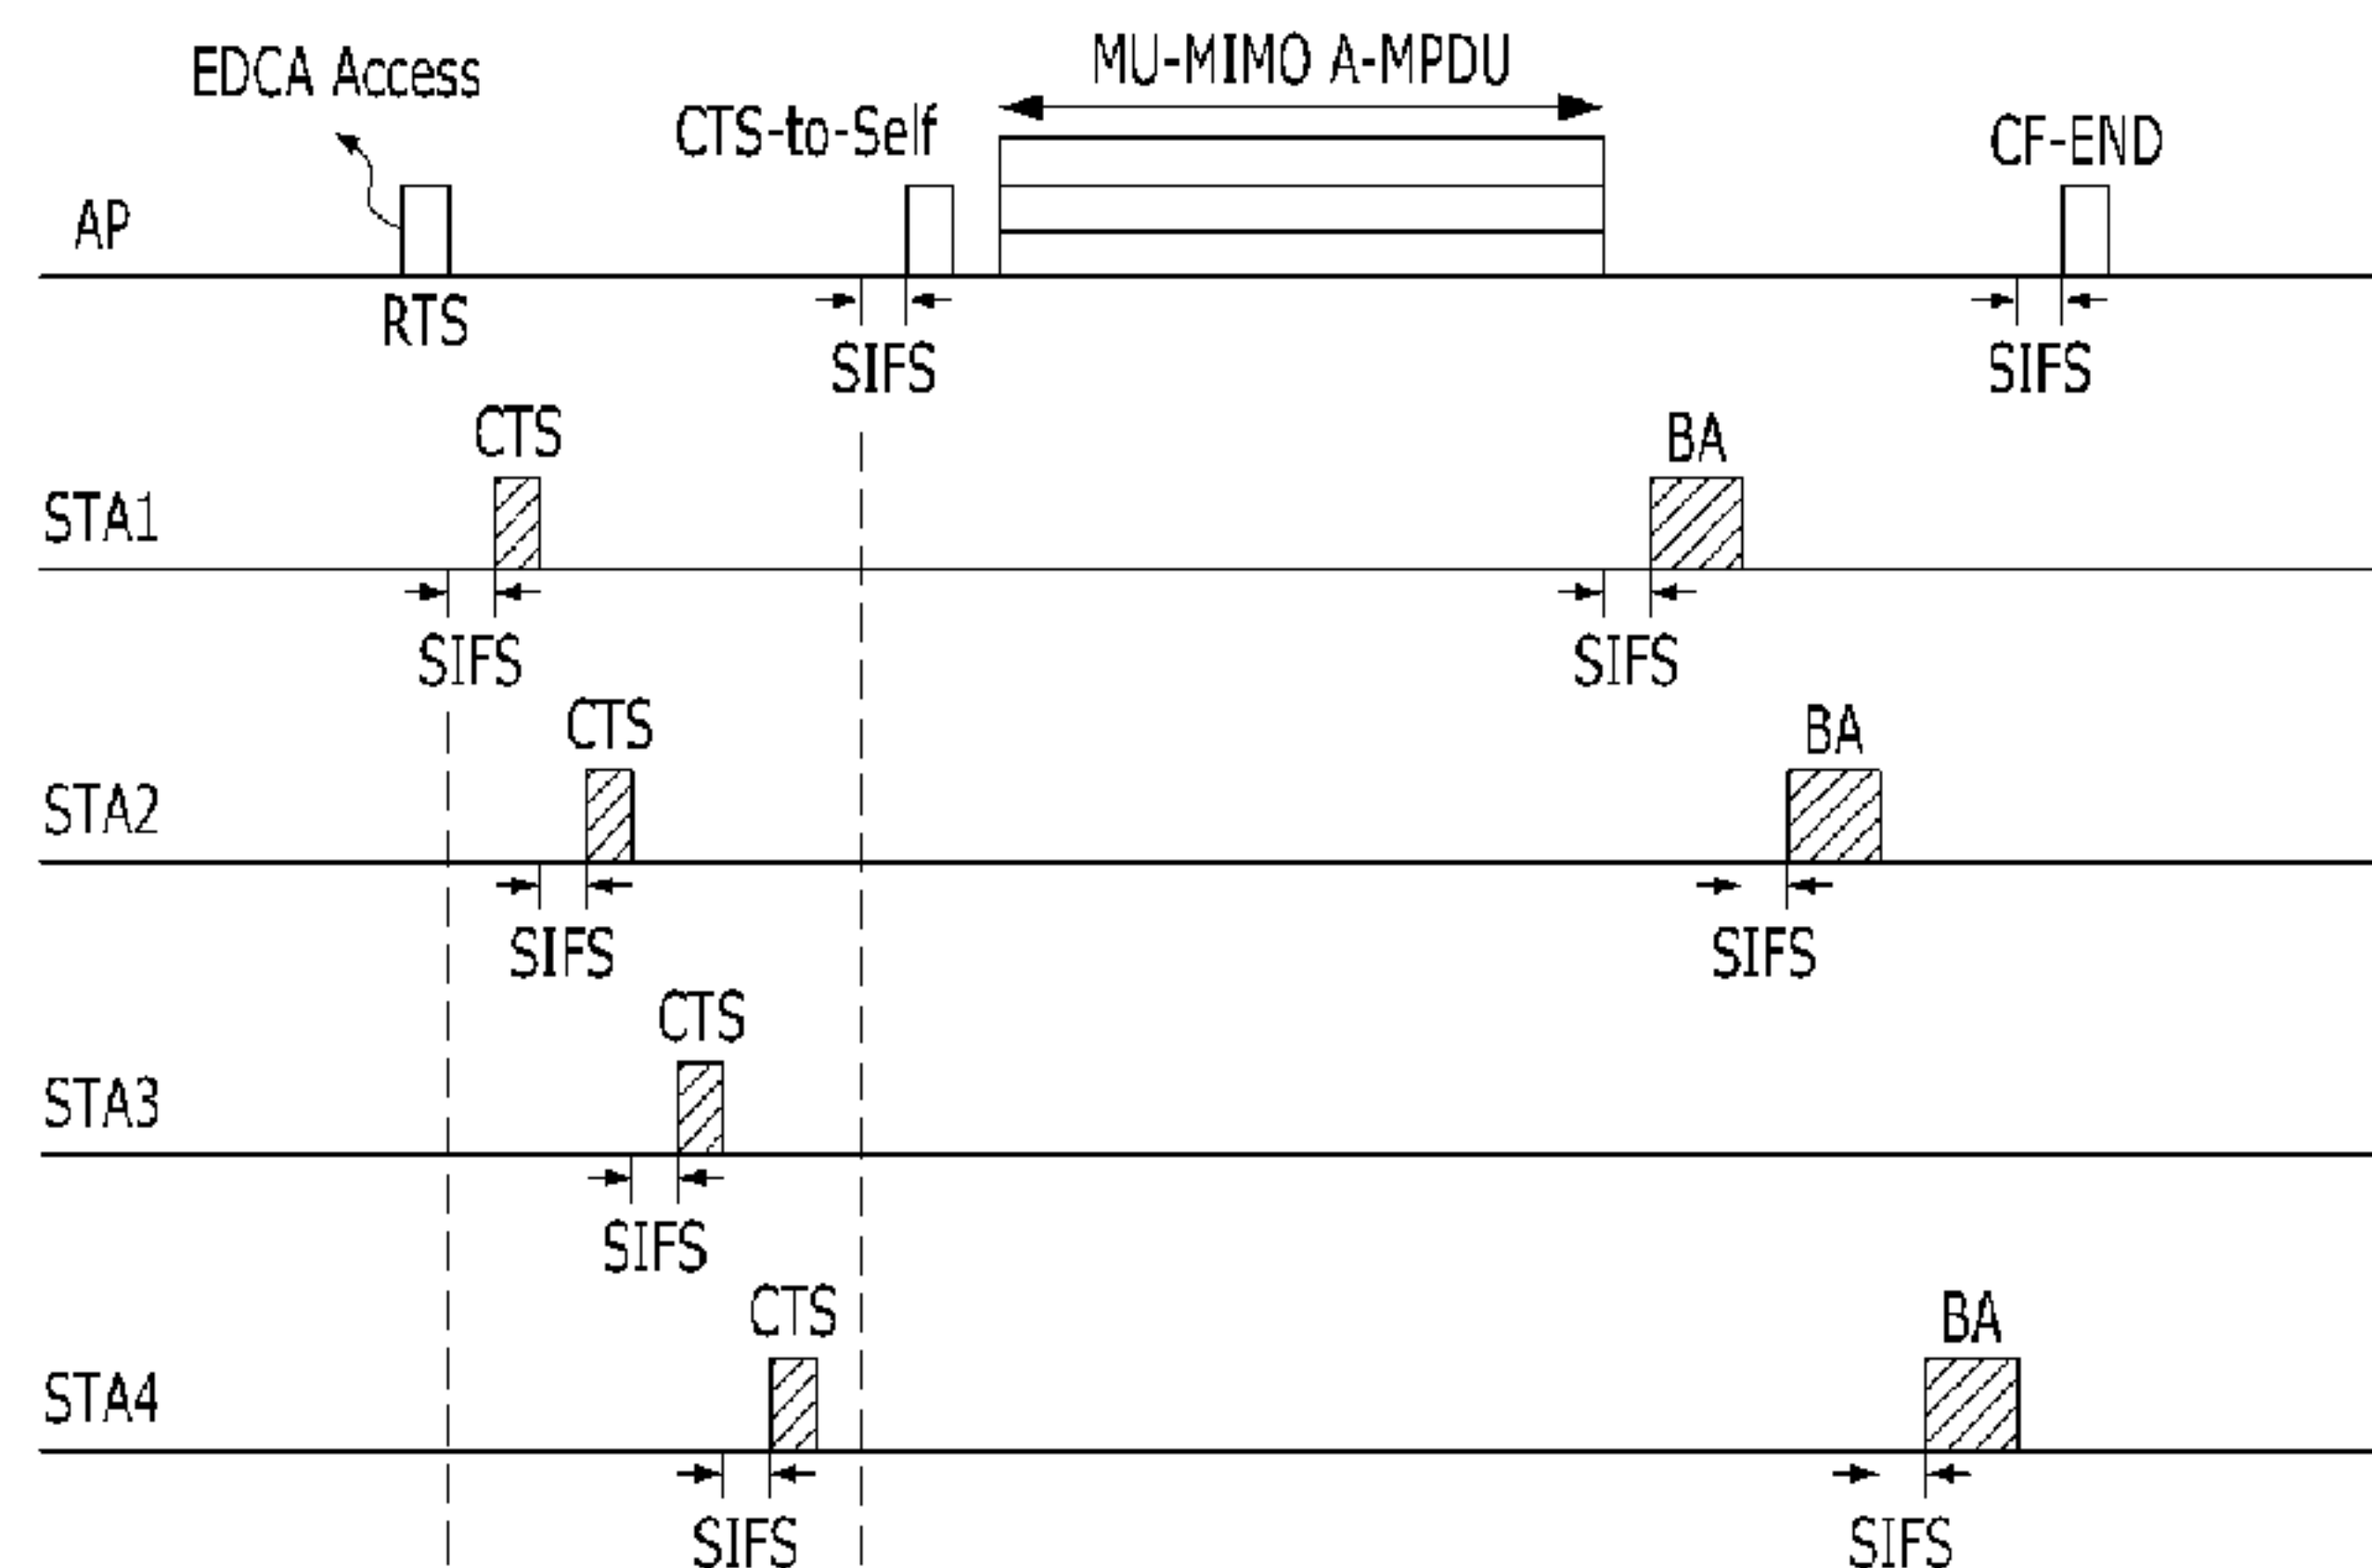 EDCA Access
CTS-to-Self
MU-MIMO A-MPDU
CF-END
AP
RTS
SIFS
SIFS
CTS
BA
STA1
SIFS
SIFS
CTS
BA
STA2
SIFS
SIFS
CTS
STA3
SIFS
CTS
BA
STA4
SIFS
SIFS